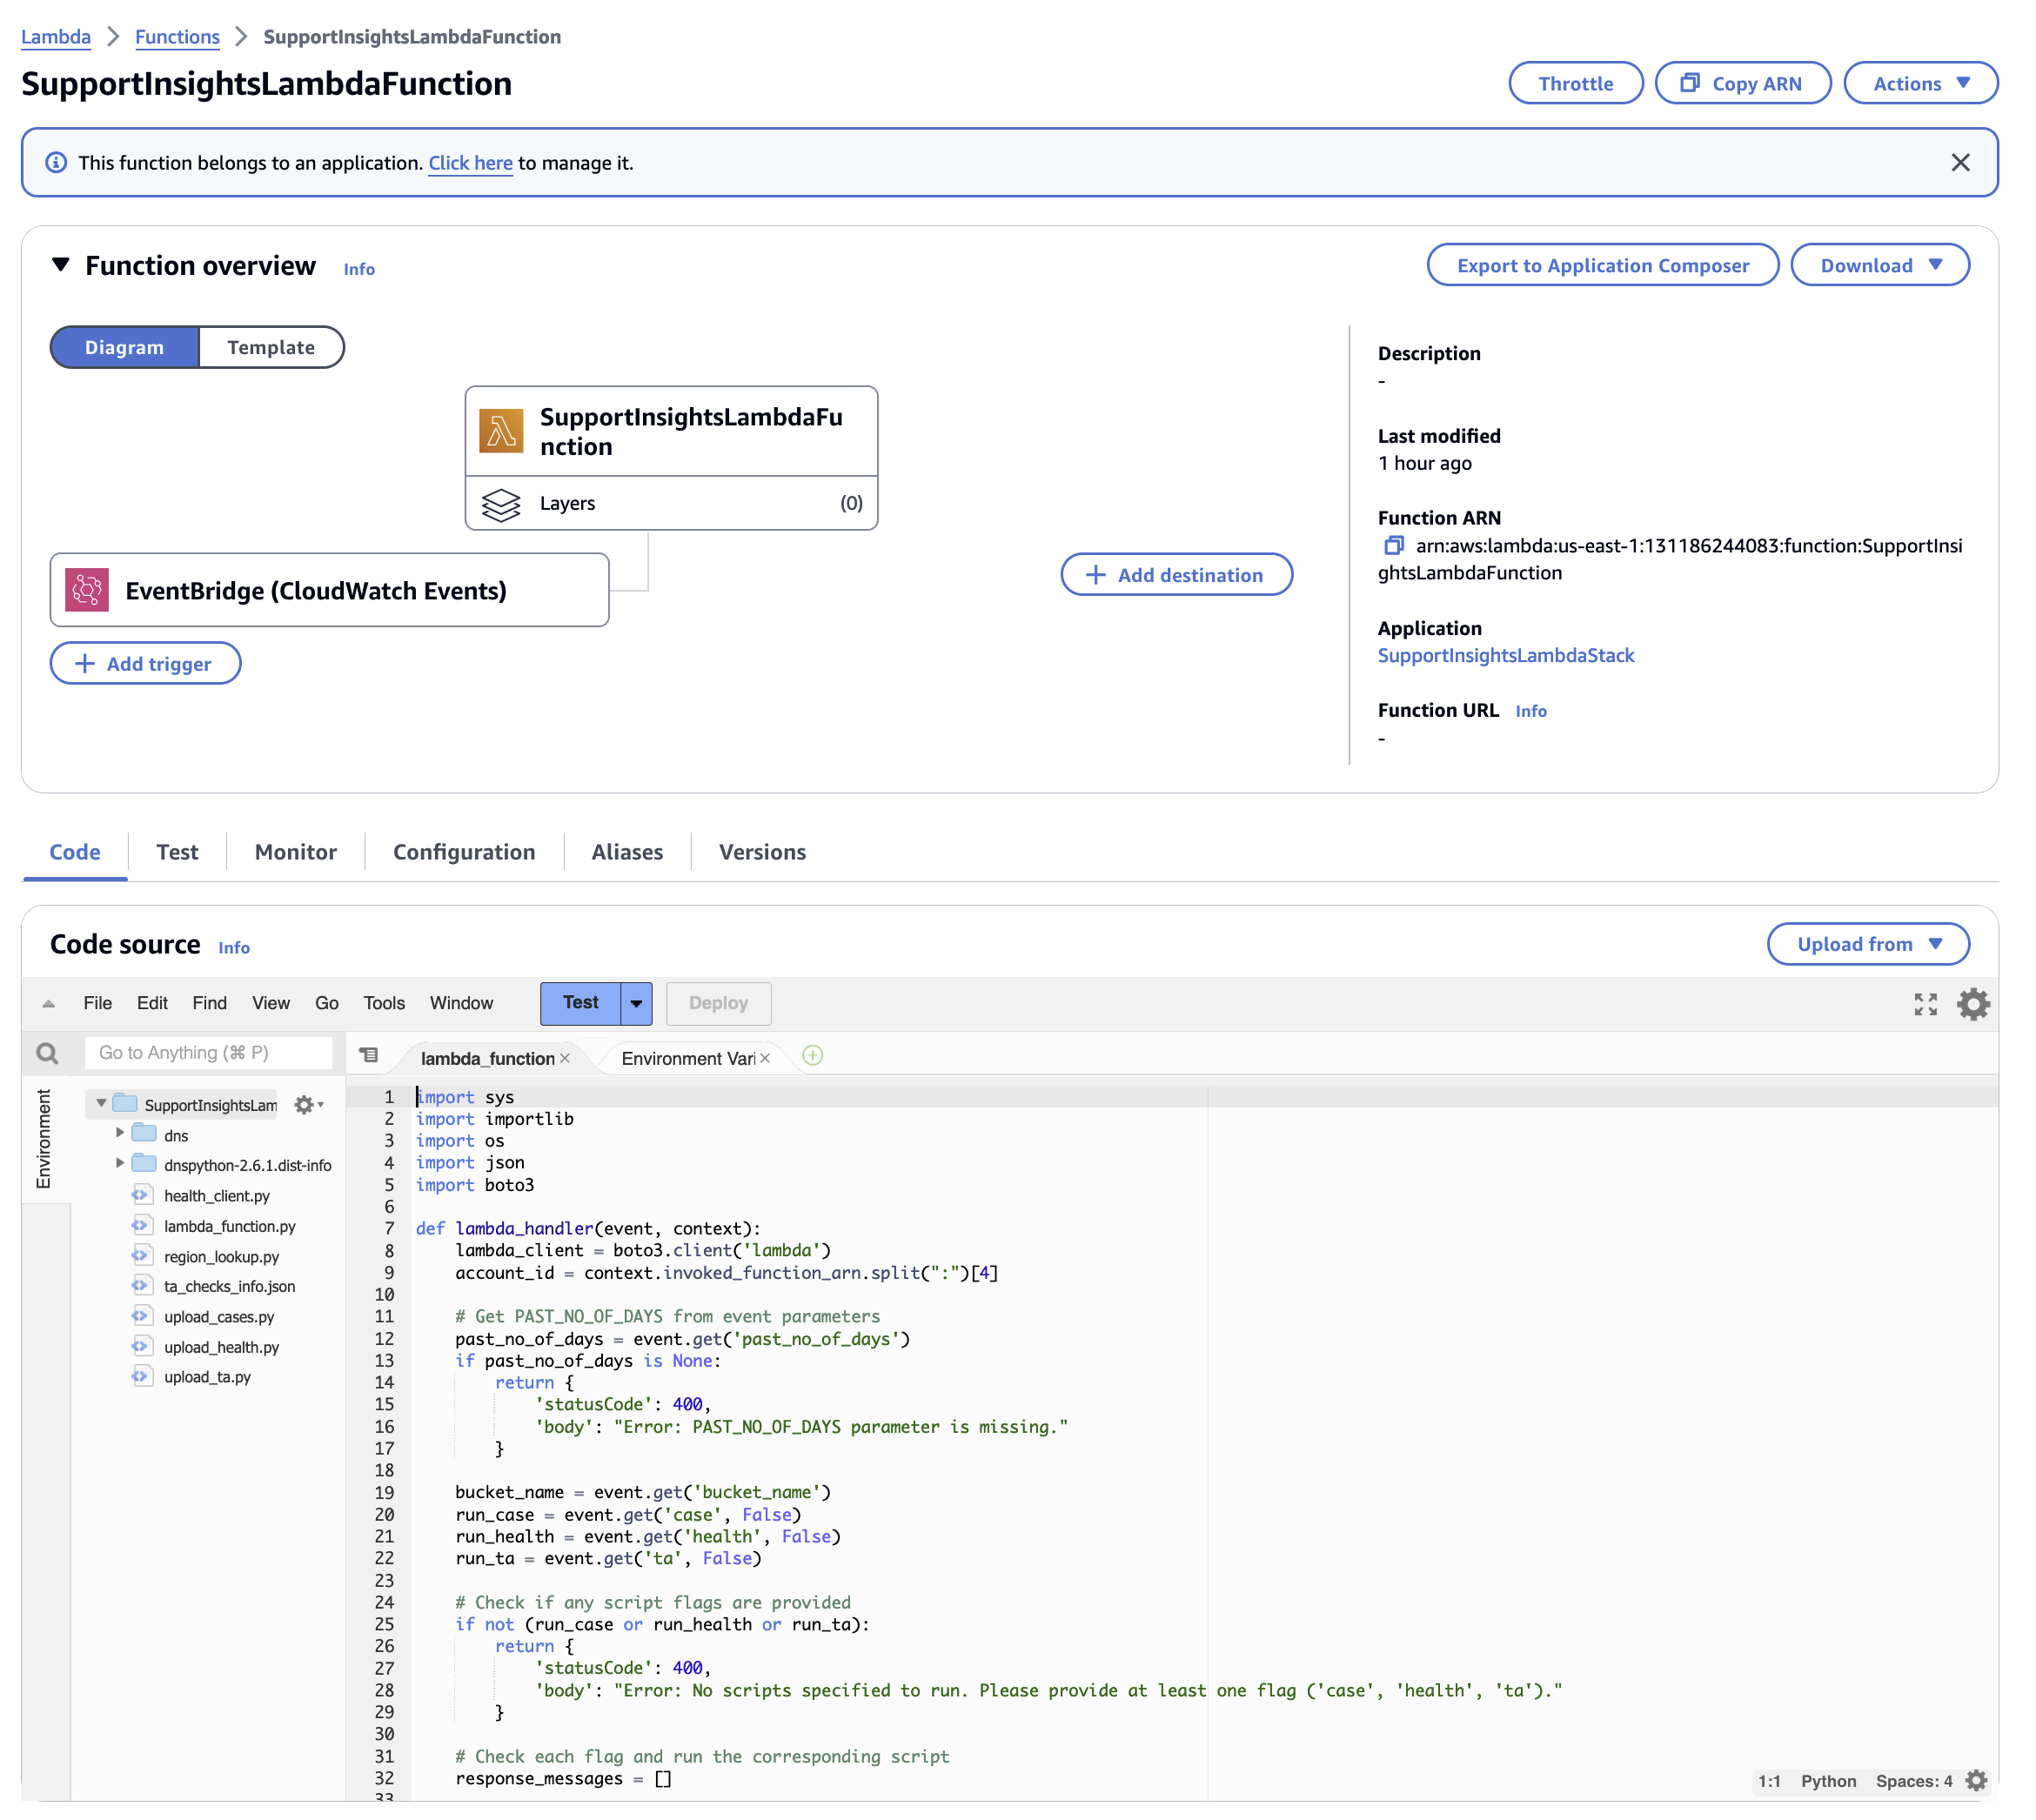 Lambda > Functions > SupportInsightsLambdaFunction
SupportInsightsLambdaFunction
Throttle
Copy ARN
Actions
This function belongs to an application. Click here to manage it.
Function overview Info
Export to Application Composer
Download
Diagram
Template
SupportInsightsLambdaFu
nction
Layers (0)
EventBridge (CloudWatch Events)
+ Add trigger
+ Add destination
Description
-
Last modified
1 hour ago
Function ARN
arn:aws:lambda:us-east-1:131186244083:function:SupportInsi
ghtsLambdaFunction
Application
SupportInsightsLambdaStack
Function URL Info
-
Code
Test
Monitor
Configuration
Aliases
Versions
Code source Info
Upload from
File Edit Find View Go Tools Window
Test
Deploy
Go to Anything (⌘ P)
lambda_function ×
Environment Vari ×
Environment
SupportInsightsLam
dns
dnspython-2.6.1.dist-info
health_client.py
lambda_function.py
region_lookup.py
ta_checks_info.json
upload_cases.py
upload_health.py
upload_ta.py
1 import sys
2 import importlib
3 import os
4 import json
5 import boto3
6
7 def lambda_handler(event, context):
8     lambda_client = boto3.client('lambda')
9     account_id = context.invoked_function_arn.split(":")[4]
10
11     # Get PAST_NO_OF_DAYS from event parameters
12     past_no_of_days = event.get('past_no_of_days')
13     if past_no_of_days is None:
14         return {
15             'statusCode': 400,
16             'body': "Error: PAST_NO_OF_DAYS parameter is missing."
17         }
18
19     bucket_name = event.get('bucket_name')
20     run_case = event.get('case', False)
21     run_health = event.get('health', False)
22     run_ta = event.get('ta', False)
23
24     # Check if any script flags are provided
25     if not (run_case or run_health or run_ta):
26         return {
27             'statusCode': 400,
28             'body': "Error: No scripts specified to run. Please provide at least one flag ('case', 'health', 'ta')."
29         }
30
31     # Check each flag and run the corresponding script
32     response_messages = []
33
1:1 Python Spaces: 4